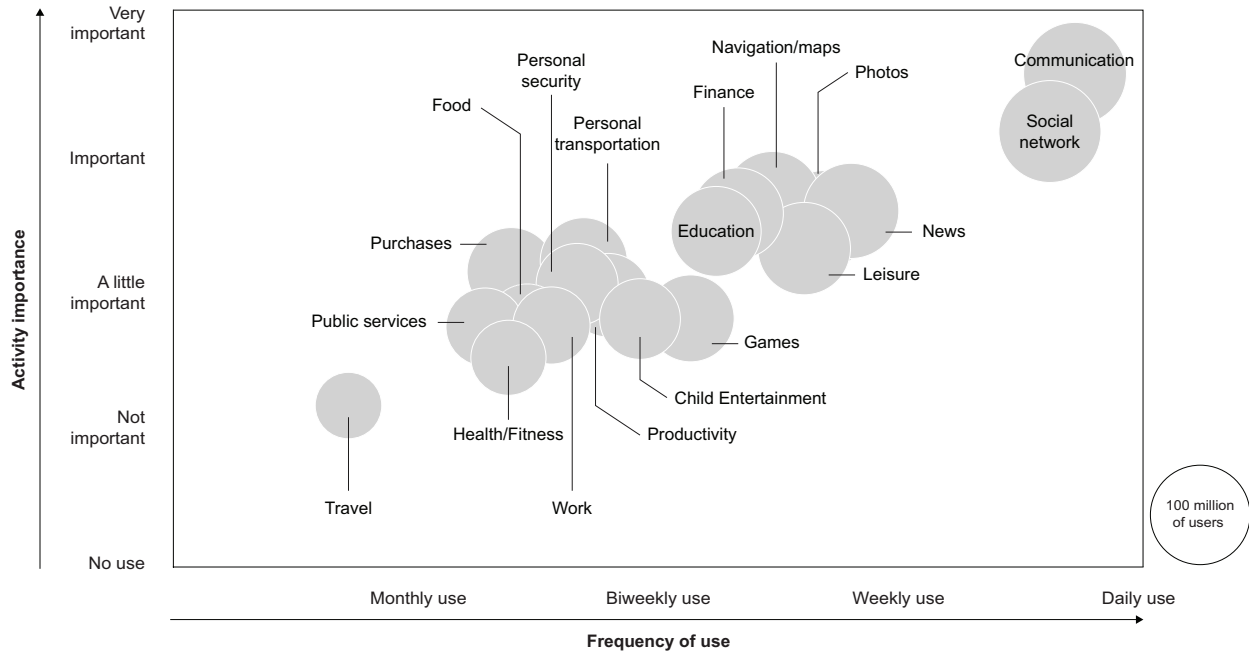 Very
important
Important
A little
important
Not
important
No use
Activity importance
Navigation/maps
Communication
Personal
security
Photos
Finance
Food
Personal
transportation
Social
network
Purchases
Education
News
Leisure
Public services
Games
Child Entertainment
Health/Fitness
Productivity
Travel
Work
100 million
of users
Monthly use
Biweekly use
Weekly use
Daily use
Frequency of use